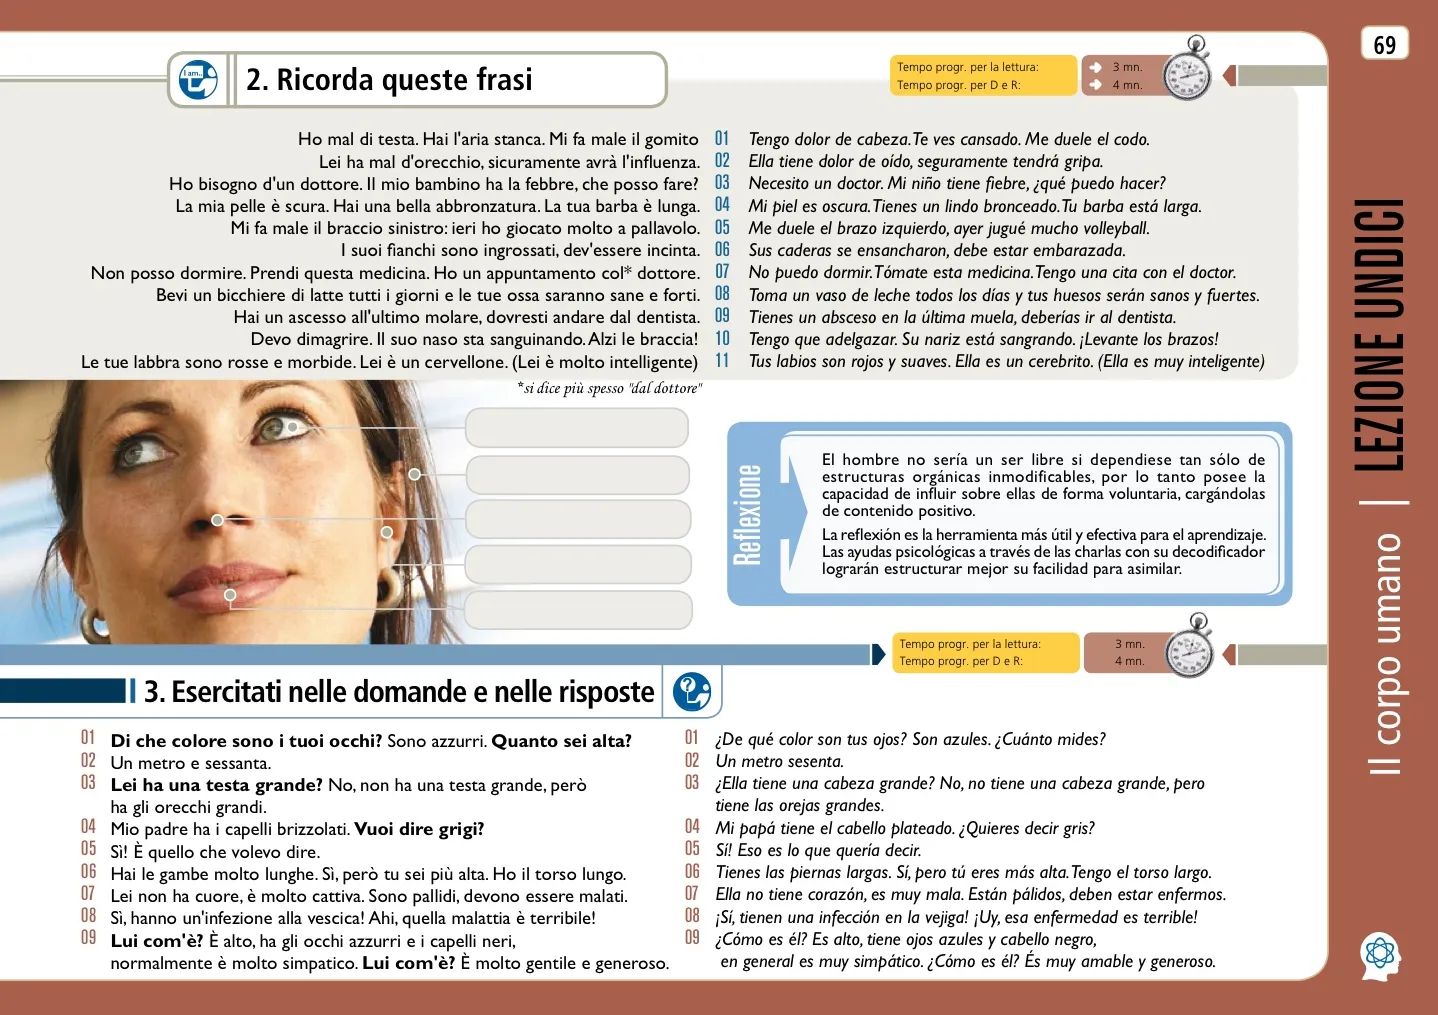 69
I am..
2. Ricorda queste frasi
Tempo progr. per la lettura: 3 mn.
Tempo progr. per D e R: 4 mn.
Ho mal di testa. Hai l'aria stanca. Mi fa male il gomito 01 Tengo dolor de cabeza.Te ves cansado. Me duele el codo.
Lei ha mal d'orecchio, sicuramente avrà l'influenza. 02 Ella tiene dolor de oído, seguramente tendrá gripa.
Ho bisogno d'un dottore. Il mio bambino ha la febbre, che posso fare? 03 Necesito un doctor. Mi niño tiene fiebre, ¿qué puedo hacer?
La mia pelle è scura. Hai una bella abbronzatura. La tua barba è lunga. 04 Mi piel es oscura.Tienes un lindo bronceado.Tu barba está larga.
Mi fa male il braccio sinistro: ieri ho giocato molto a pallavolo. 05 Me duele el brazo izquierdo, ayer jugué mucho volleyball.
I suoi fianchi sono ingrossati, dev'essere incinta. 06 Sus caderas se ensancharon, debe estar embarazada.
Non posso dormire. Prendi questa medicina. Ho un appuntamento col* dottore. 07 No puedo dormir.Tómate esta medicina.Tengo una cita con el doctor.
Bevi un bicchiere di latte tutti i giorni e le tue ossa saranno sane e forti. 08 Toma un vaso de leche todos los días y tus huesos serán sanos y fuertes.
Hai un ascesso all'ultimo molare, dovresti andare dal dentista. 09 Tienes un absceso en la última muela, deberías ir al dentista.
Devo dimagrire. Il suo naso sta sanguinando. Alzi le braccia! 10 Tengo que adelgazar. Su nariz está sangrando. ¡Levante los brazos!
Le tue labbra sono rosse e morbide. Lei è un cervellone. (Lei è molto intelligente) 11 Tus labios son rojos y suaves. Ella es un cerebrito. (Ella es muy inteligente)
*si dice più spesso "dal dottore"
Reflexione
El hombre no sería un ser libre si dependiese tan sólo de
estructuras orgánicas inmodificables, por lo tanto posee la
capacidad de influir sobre ellas de forma voluntaria, cargándolas
de contenido positivo.
La reflexión es la herramienta más útil y efectiva para el aprendizaje.
Las ayudas psicológicas a través de las charlas con su decodificador
lograrán estructurar mejor su facilidad para asimilar.
Tempo progr. per la lettura: 3 mn.
Tempo progr. per D e R: 4 mn.
3. Esercitati nelle domande e nelle risposte
?
01 Di che colore sono i tuoi occhi? Sono azzurri. Quanto sei alta?
02 Un metro e sessanta.
03 Lei ha una testa grande? No, non ha una testa grande, però
ha gli orecchi grandi.
04 Mio padre ha i capelli brizzolati. Vuoi dire grigi?
05 Sì! È quello che volevo dire.
06 Hai le gambe molto lunghe. Sì, però tu sei più alta. Ho il torso lungo.
07 Lei non ha cuore, è molto cattiva. Sono pallidi, devono essere malati.
08 Sì, hanno un'infezione alla vescica! Ahi, quella malattia è terribile!
09 Lui com'è? È alto, ha gli occhi azzurri e i capelli neri,
normalmente è molto simpatico. Lui com'è? È molto gentile e generoso.
01 ¿De qué color son tus ojos? Son azules. ¿Cuánto mides?
02 Un metro sesenta.
03 ¿Ella tiene una cabeza grande? No, no tiene una cabeza grande, pero
tiene las orejas grandes.
04 Mi papá tiene el cabello plateado. ¿Quieres decir gris?
05 Sí! Eso es lo que quería decir.
06 Tienes las piernas largas. Sí, pero tú eres más alta.Tengo el torso largo.
07 Ella no tiene corazón, es muy mala. Están pálidos, deben estar enfermos.
08 ¡Sí, tienen una infección en la vejiga! ¡Uy, esa enfermedad es terrible!
09 ¿Cómo es él? Es alto, tiene ojos azules y cabello negro,
en general es muy simpático. ¿Cómo es él? És muy amable y generoso.
Il corpo umano | LEZIONE UNDICI